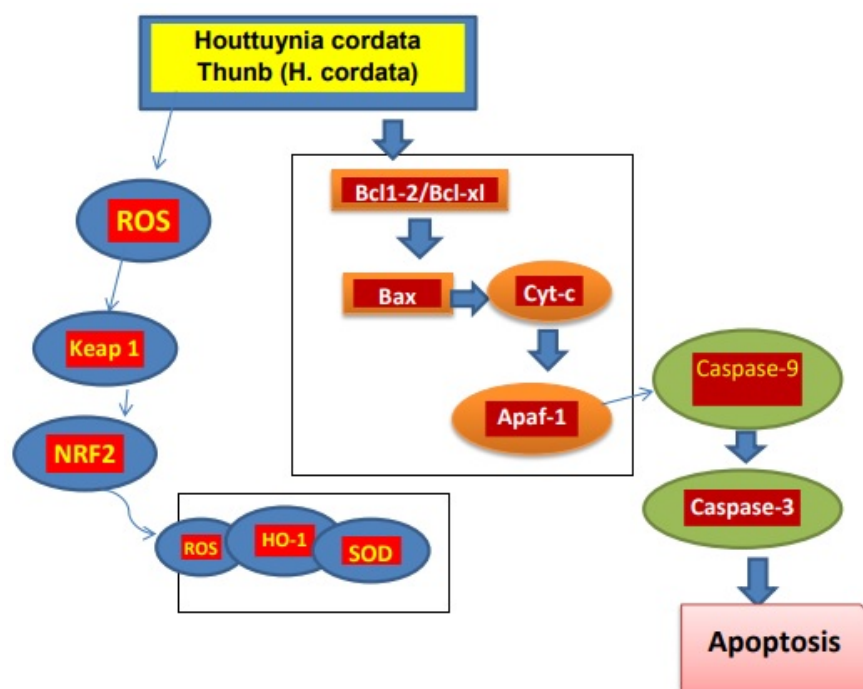 Houttuynia cordata
Thunb (H. cordata)
ROS
Keap 1
NRF2
ROS
HO-1
SOD
Bcl1-2/Bcl-xl
Bax
Cyt-c
Apaf-1
Caspase-9
Caspase-3
Apoptosis